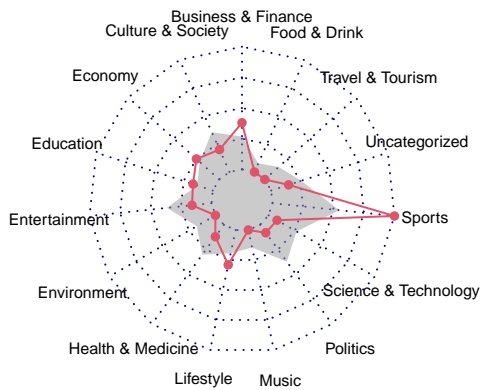 Business & Finance
Culture & Society
Food & Drink
Economy
Travel & Tourism
Education
Uncategorized
Entertainment
Sports
Environment
Science & Technology
Health & Medicine
Politics
Lifestyle
Music